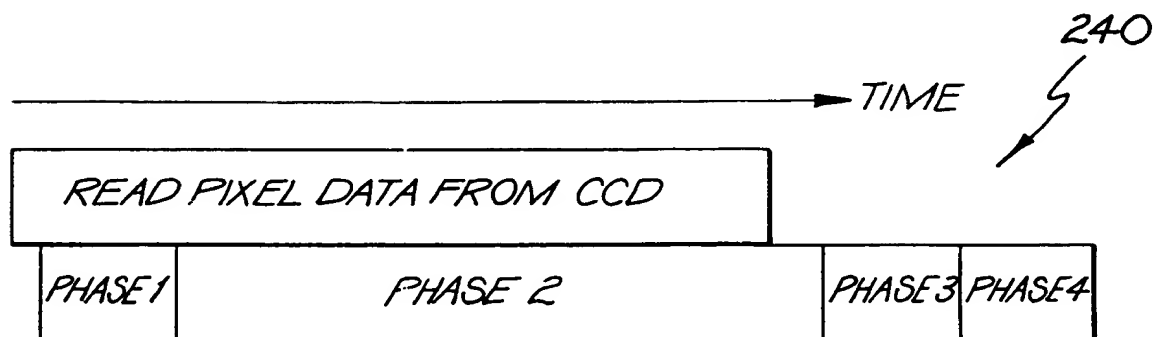 240
TIME
READ PIXEL DATA FROM CCD
PHASE 1 PHASE 2 PHASE 3 PHASE 4